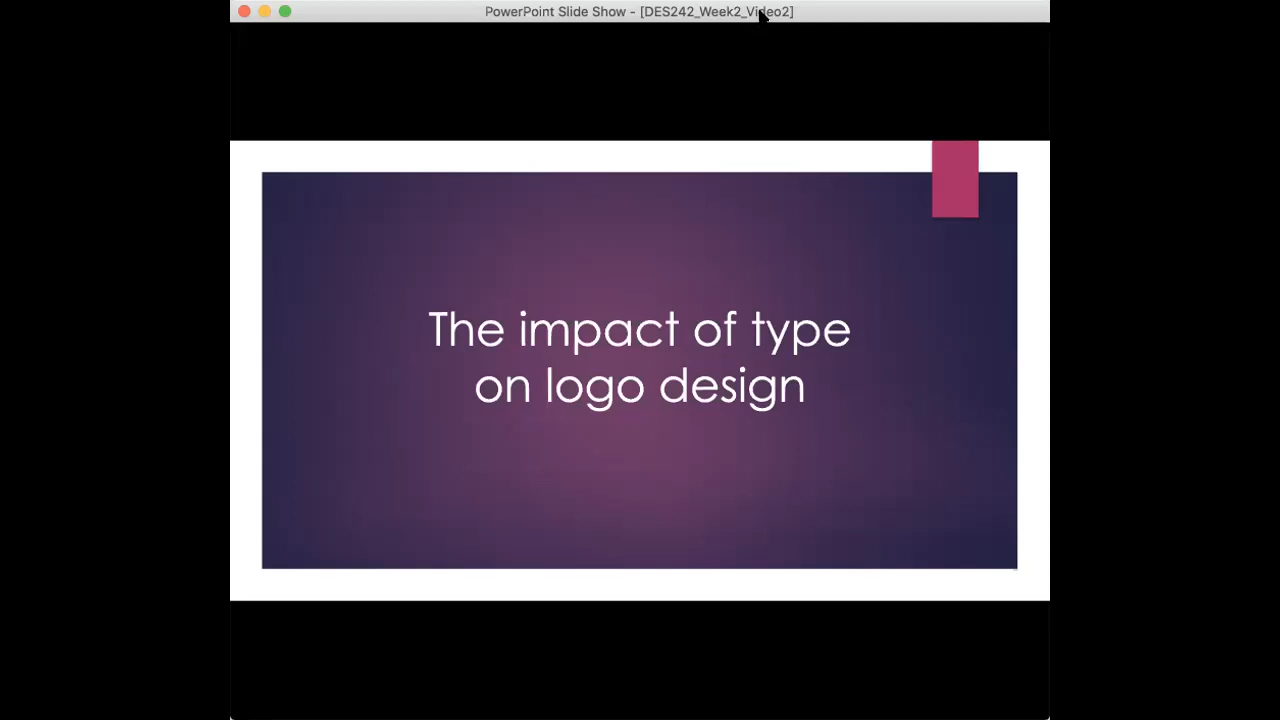 PowerPoint Slide Show - [DES242_Week2_Video2]
The impact of type
on logo design